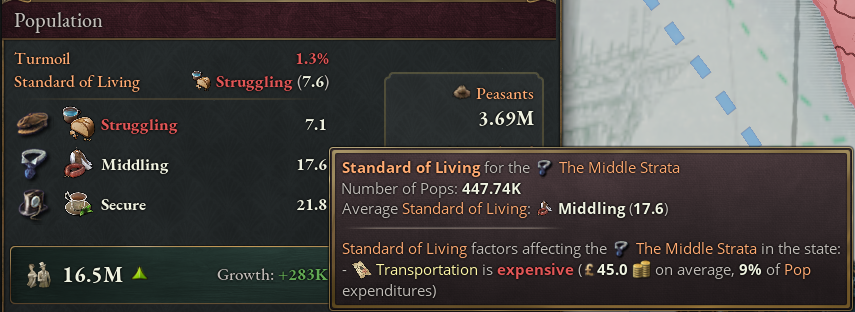 Population
Turmoil 1.3%
Standard of Living Struggling (7.6)
Peasants
3.69M
Struggling 7.1
Middling 17.6
Secure 21.8
16.5M Growth: +283K
Standard of Living for the The Middle Strata
Number of Pops: 447.74K
Average Standard of Living: Middling (17.6)
Standard of Living factors affecting the The Middle Strata in the state:
- Transportation is expensive (£45.0 on average, 9% of Pop
expenditures)